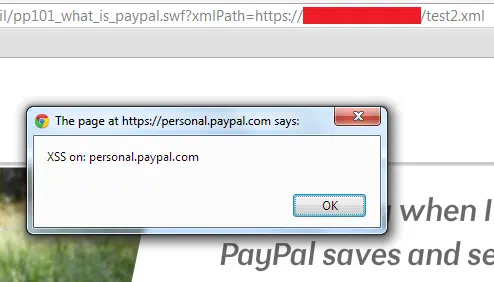 il/pp101_what_is_paypal.swf?xmlPath=https:// /test2.xml
The page at https://personal.paypal.com says:
XSS on: personal.paypal.com
OK
when I
PayPal saves and se